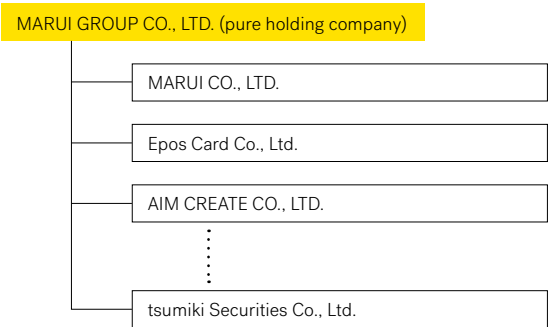 MARUI GROUP CO., LTD. (pure holding company)
MARUI CO., LTD.
Epos Card Co., Ltd.
AIM CREATE CO., LTD.
tsumiki Securities Co., Ltd.